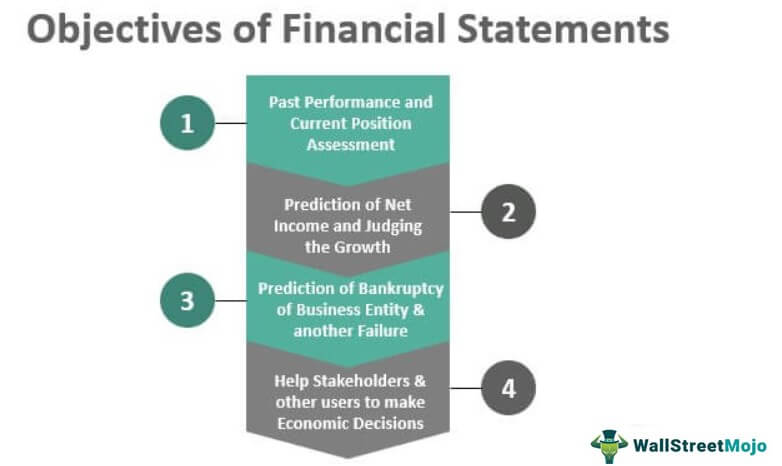 Objectives of Financial Statements
1
Past Performance and
Current Position
Assessment
Prediction of Net
Income and Judging
the Growth
2
3
Prediction of Bankruptcy
of Business Entity &
another Failure
Help Stakeholders &
other users to make
Economic Decisions
4
WallStreetMojo